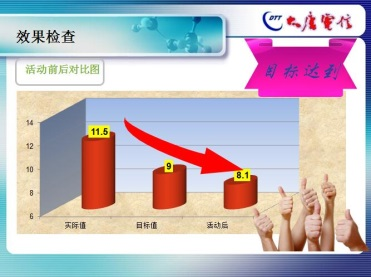 效果检查
DTT
大唐电信
活动前后对比图
目标达到
14
12
10
8
6
11.5
9
8.1
实际值
目标值
活动后